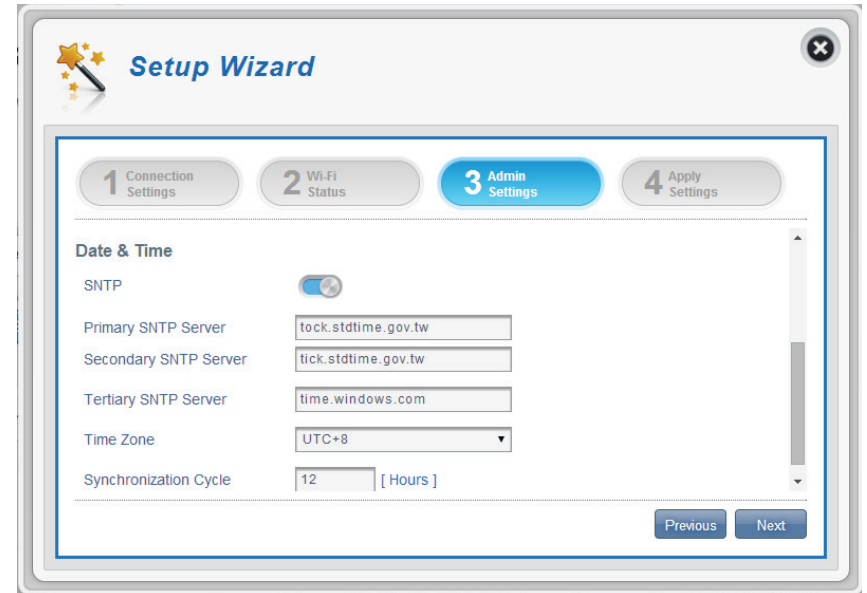 Setup Wizard
1 Connection Settings
2 Wi-Fi Status
3 Admin Settings
4 Apply Settings
Date & Time
SNTP
Primary SNTP Server tock.stdtime.gov.tw
Secondary SNTP Server tick.stdtime.gov.tw
Tertiary SNTP Server time.windows.com
Time Zone UTC+8
Synchronization Cycle 12 [ Hours ]
Previous Next